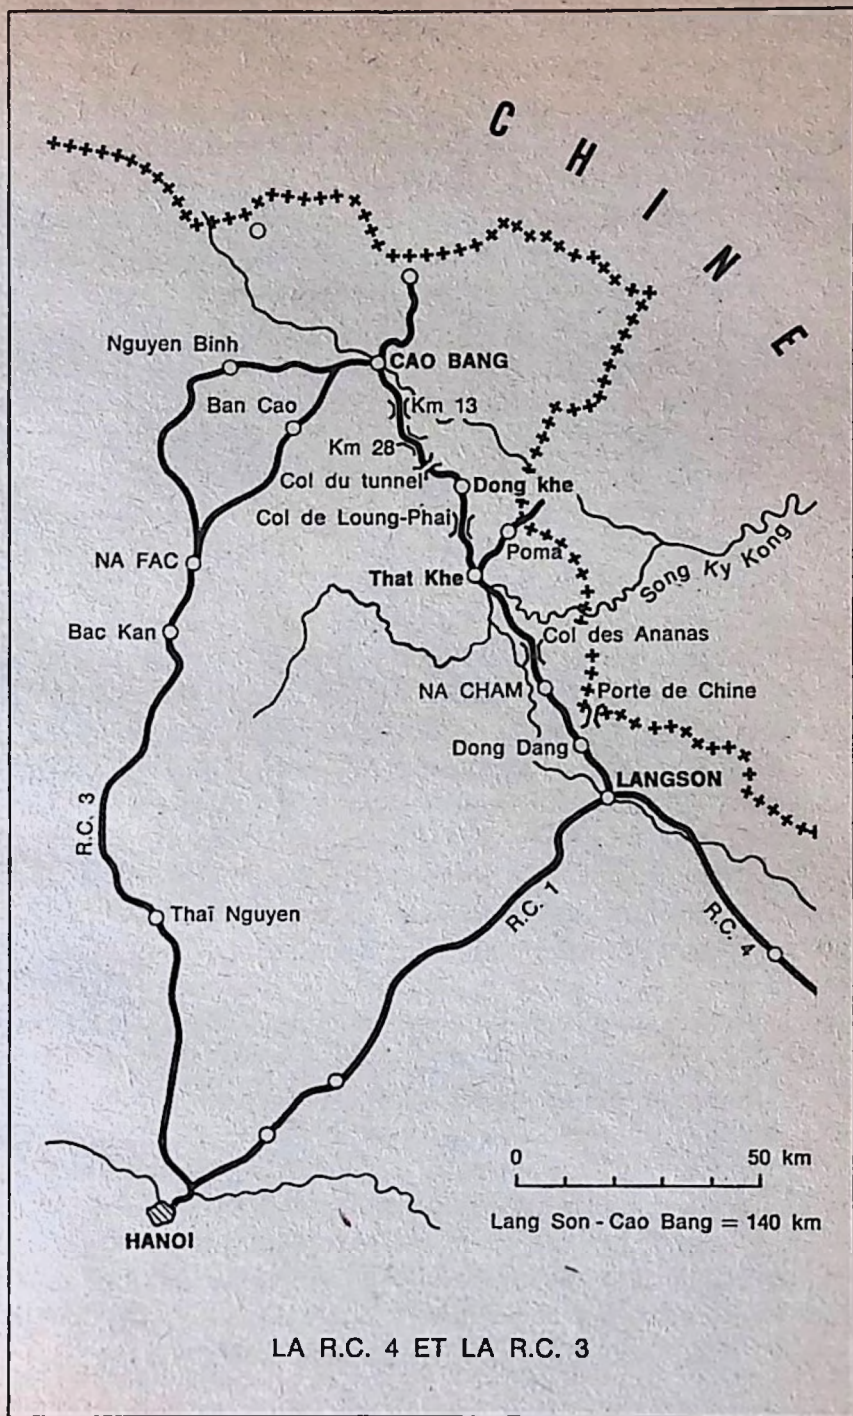 CHINE
Nguyen Binh
CAO BANG
Ban Cao
Km 13
Km 28
Col du tunnel
Dong khe
Col de Loung-Phai
Poma
NA FAC
That Khe
Song Ky Kong
Bac Kan
Col des Ananas
NA CHAM
Porte de Chine
Dong Dang
LANGSON
R.C. 3
R.C. 1
R.C. 4
Thaï Nguyen
0 50 km
Lang Son - Cao Bang = 140 km
HANOI
LA R.C. 4 ET LA R.C. 3